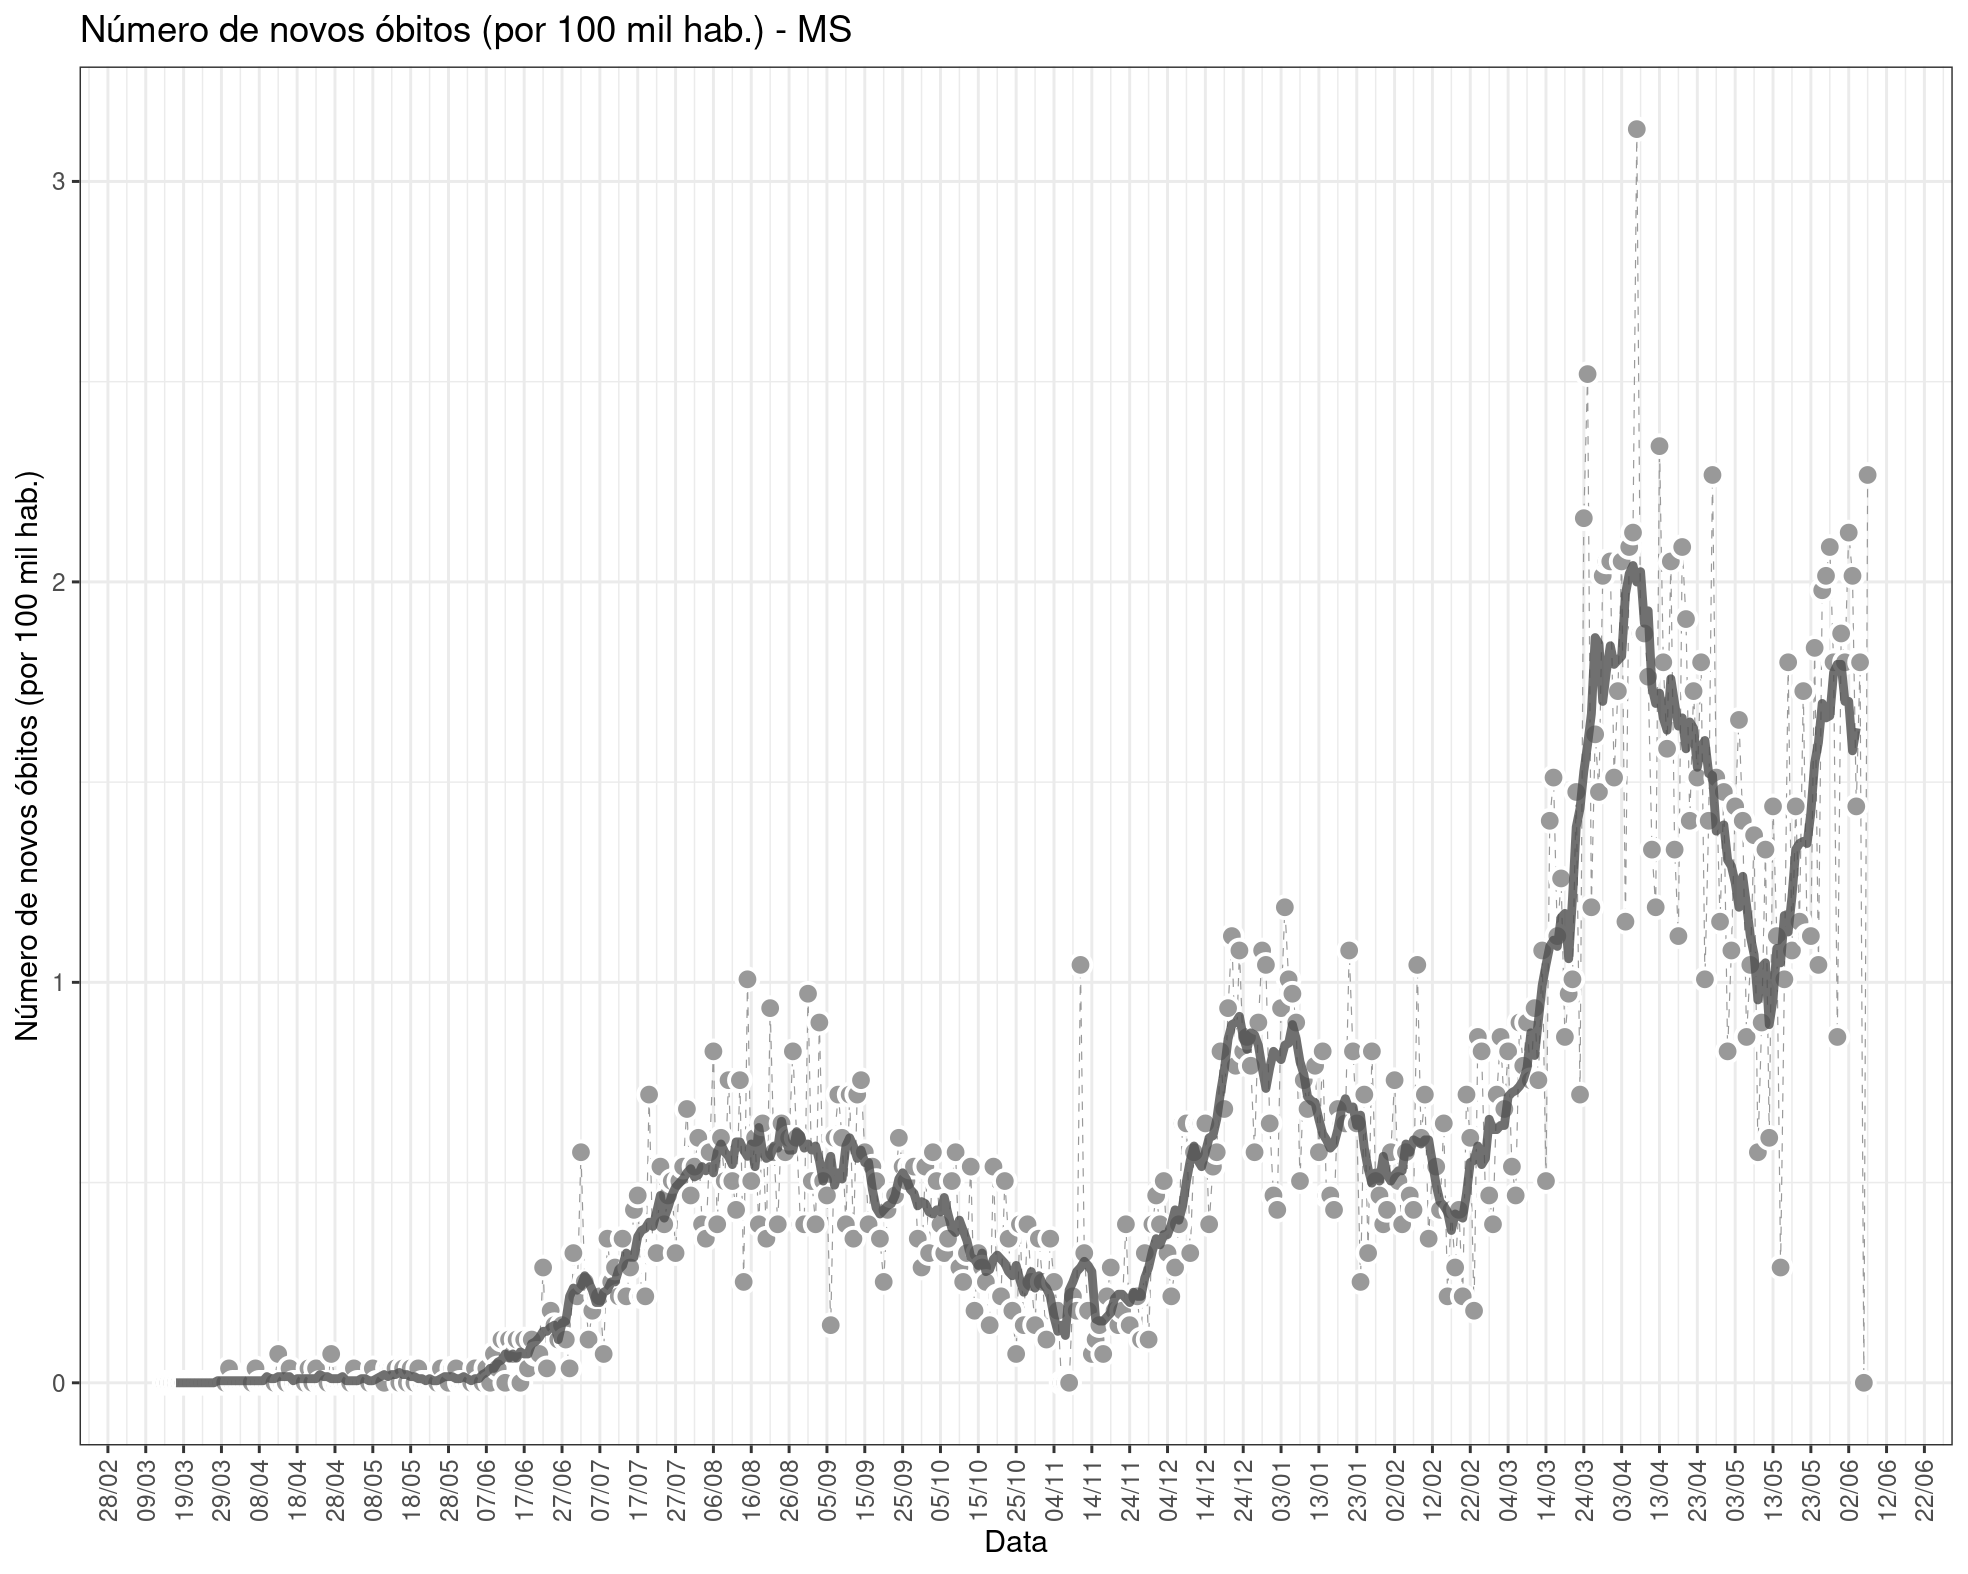 Número de novos óbitos (por 100 mil hab.) - MS
Número de novos óbitos (por 100 mil hab.)
3
2
1
0
28/02 09/03 19/03 29/03 08/04 18/04 28/04 08/05 18/05 28/05 07/06 17/06 27/06 07/07 17/07 27/07 06/08 16/08 26/08 05/09 15/09 25/09 05/10 15/10 25/10 04/11 14/11 24/11 04/12 14/12 24/12 03/01 13/01 23/01 02/02 12/02 22/02 04/03 14/03 24/03 03/04 13/04 23/04 03/05 13/05 23/05 02/06 12/06 22/06
Data